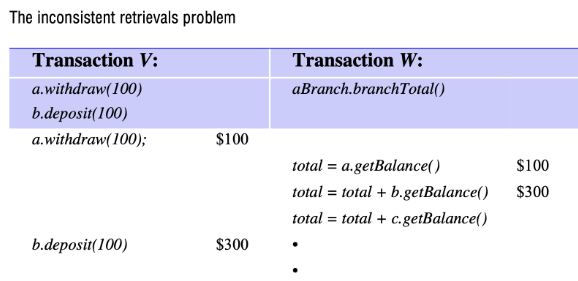 The inconsistent retrievals problem
Transaction V: Transaction W:
a.withdraw(100) aBranch.branchTotal()
b.deposit(100)
a.withdraw(100); $100
total = a.getBalance() $100
total = total + b.getBalance() $300
total = total + c.getBalance()
b.deposit(100) $300 •
•